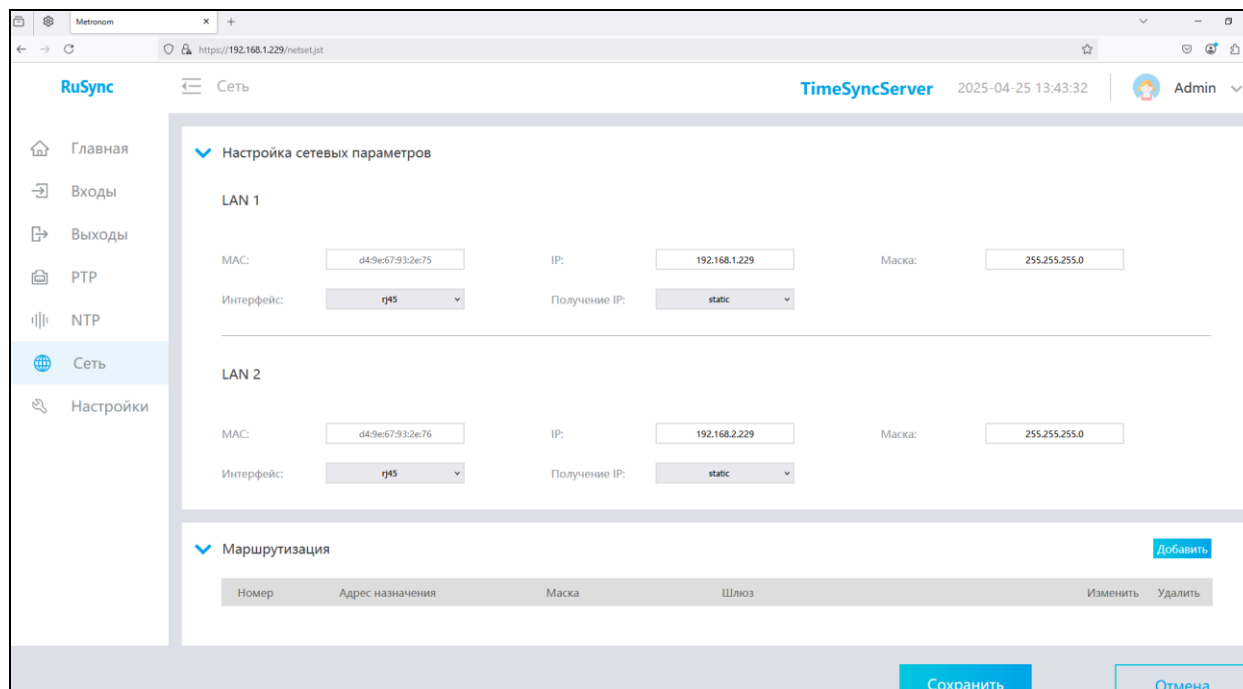 Metronom
https://192.168.1.229/netset.jst
RuSync
Сеть
TimeSyncServer
2025-04-25 13:43:32
Admin
Главная
Входы
Выходы
PTP
NTP
Сеть
Настройки
Настройка сетевых параметров
LAN 1
MAC: d4:9e:67:93:2e:75 IP: 192.168.1.229 Маска: 255.255.255.0
Интерфейс: rj45 Получение IP: static
LAN 2
MAC: d4:9e:67:93:2e:76 IP: 192.168.2.229 Маска: 255.255.255.0
Интерфейс: rj45 Получение IP: static
Маршрутизация Добавить
Номер Адрес назначения Маска Шлюз Изменить Удалить
Сохранить Отмена